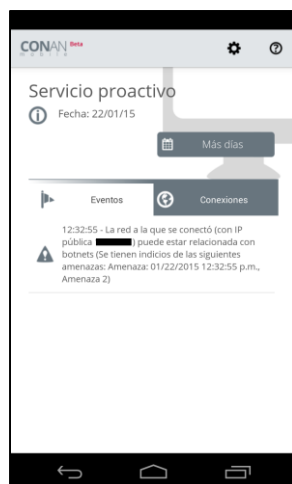 CONAN Beta
mobile
Servicio proactivo
Fecha: 22/01/15
Más días
Eventos
Conexiones
12:32:55 - La red a la que se conectó (con IP
pública ) puede estar relacionada con
botnets (Se tienen indicios de las siguientes
amenazas: Amenaza: 01/22/2015 12:32:55 p.m.,
Amenaza 2)